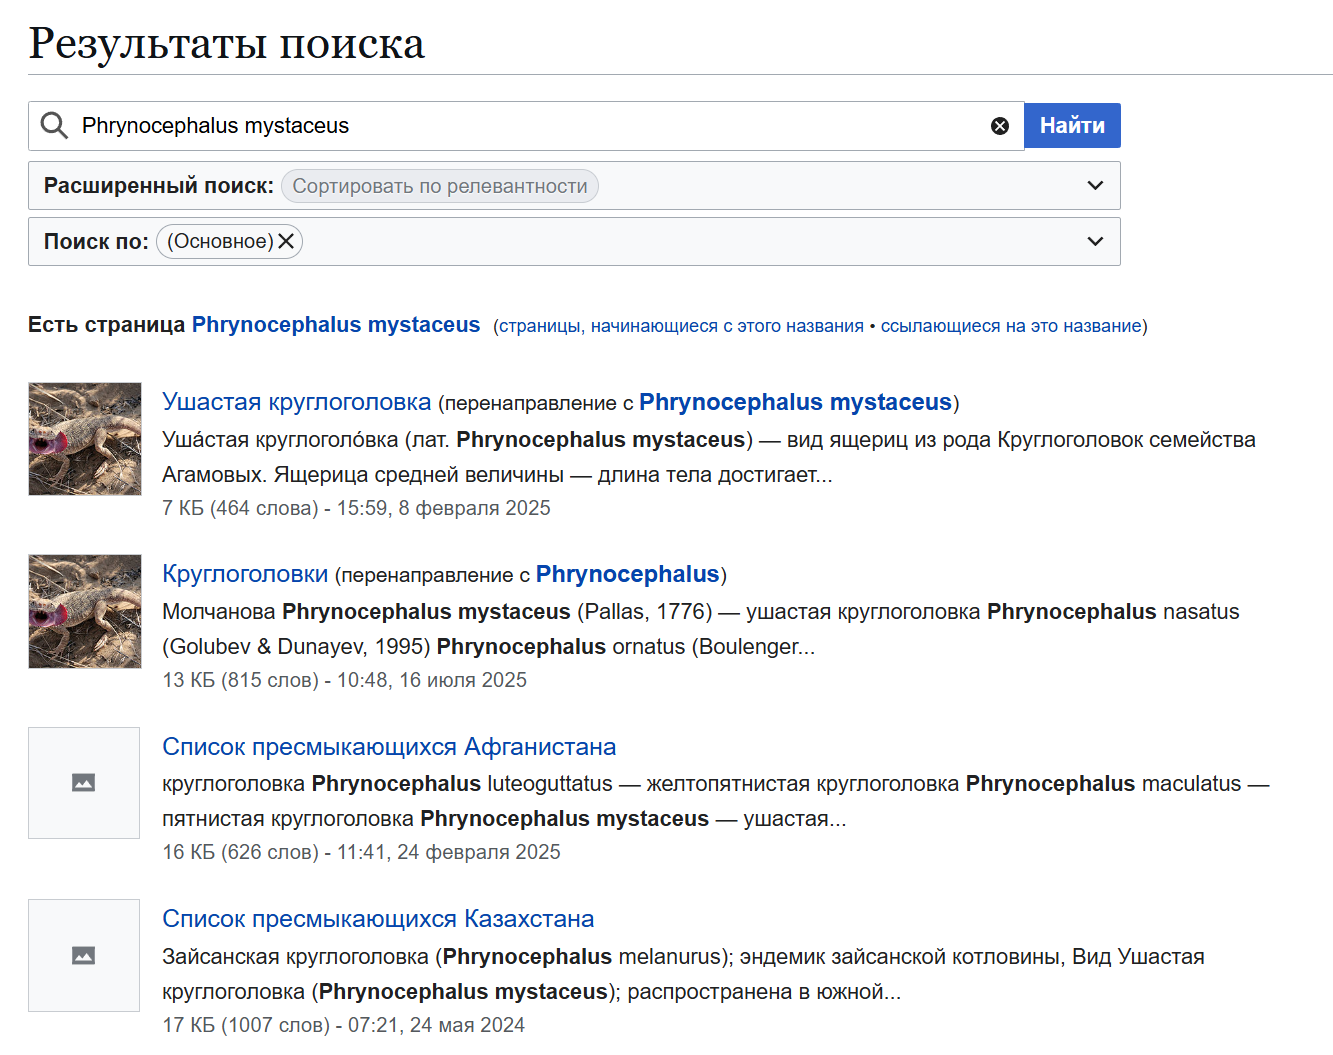 Результаты поиска
Phrynocephalus mystaceus
Найти
Расширенный поиск: Сортировать по релевантности
Поиск по: (Основное)
Есть страница Phrynocephalus mystaceus (страницы, начинающиеся с этого названия • ссылающиеся на это название)
Ушастая круглоголовка (перенаправление с Phrynocephalus mystaceus)
Уша́стая круглоголо́вка (лат. Phrynocephalus mystaceus) — вид ящериц из рода Круглоголовок семейства
Агамовых. Ящерица средней величины — длина тела достигает...
7 КБ (464 слова) - 15:59, 8 февраля 2025
Круглоголовки (перенаправление с Phrynocephalus)
Молчанова Phrynocephalus mystaceus (Pallas, 1776) — ушастая круглоголовка Phrynocephalus nasatus
(Golubev & Dunayev, 1995) Phrynocephalus ornatus (Boulenger...
13 КБ (815 слов) - 10:48, 16 июля 2025
Список пресмыкающихся Афганистана
круглоголовка Phrynocephalus luteoguttatus — желтопятнистая круглоголовка Phrynocephalus maculatus —
пятнистая круглоголовка Phrynocephalus mystaceus — ушастая...
16 КБ (626 слов) - 11:41, 24 февраля 2025
Список пресмыкающихся Казахстана
Зайсанская круглоголовка (Phrynocephalus melanurus); эндемик зайсанской котловины, Вид Ушастая
круглоголовка (Phrynocephalus mystaceus); распространена в южной...
17 КБ (1007 слов) - 07:21, 24 мая 2024